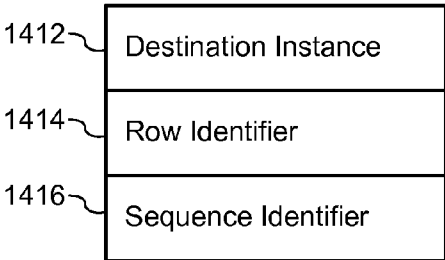 1412 Destination Instance
1414 Row Identifier
1416 Sequence Identifier